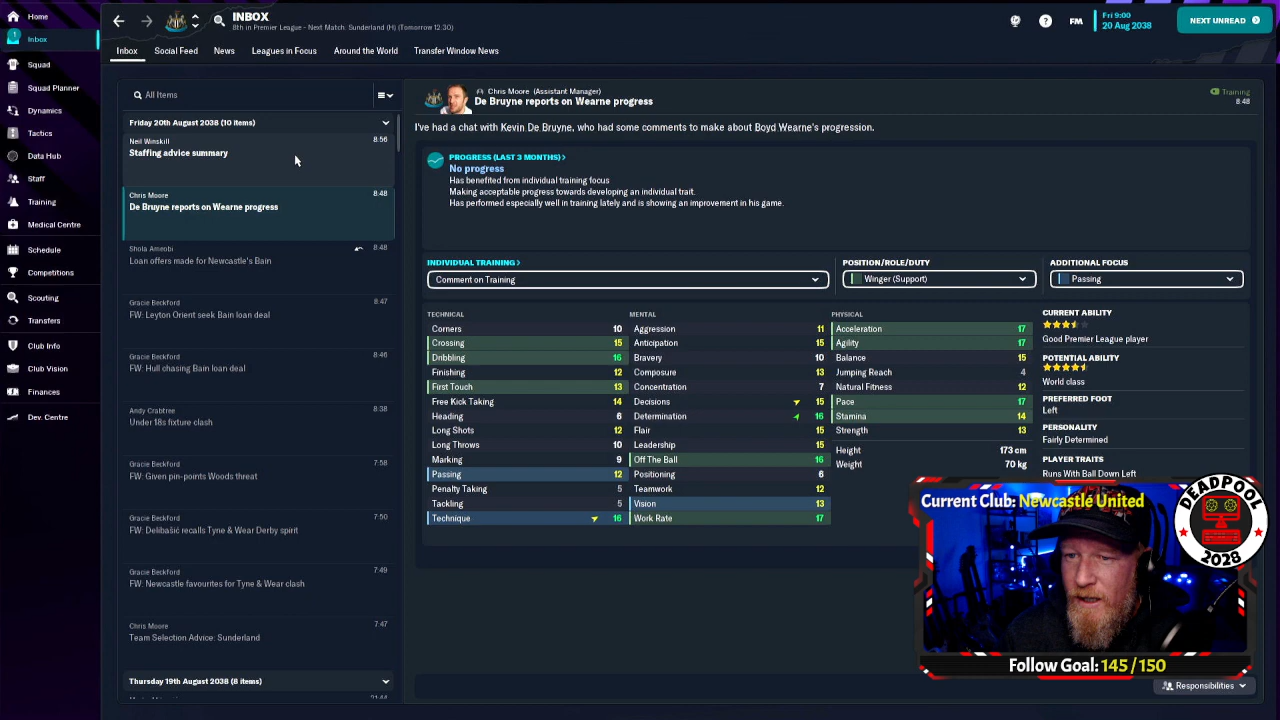 Home
Inbox
1
Squad
Squad Planner
Dynamics
Tactics
Data Hub
Staff
Training
Medical Centre
Schedule
Competitions
Scouting
Transfers
Club Info
Club Vision
Finances
Dev. Centre
INBOX
8th in Premier League - Next Match: Sunderland (H) (Tomorrow 12:30)
FM
Fri 9:00
20 Aug 2038
NEXT UNREAD
Inbox
Social Feed
News
Leagues in Focus
Around the World
Transfer Window News
All Items
Friday 20th August 2038 (10 items)
Neil Winskill 8:56
Staffing advice summary
Chris Moore 8:48
De Bruyne reports on Wearne progress
Shola Ameobi 8:48
Loan offers made for Newcastle's Bain
Gracie Beckford 8:47
FW: Leyton Orient seek Bain loan deal
Gracie Beckford 8:46
FW: Hull chasing Bain loan deal
Andy Crabtree 8:38
Under 18s fixture clash
Gracie Beckford 7:58
FW: Given pin-points Woods threat
Gracie Beckford 7:50
FW: Delibašić recalls Tyne & Wear Derby spirit
Gracie Beckford 7:49
FW: Newcastle favourites for Tyne & Wear clash
Chris Moore 7:47
Team Selection Advice: Sunderland
Thursday 19th August 2038 (8 items)
Chris Moore (Assistant Manager)
De Bruyne reports on Wearne progress
Training
8:48
I've had a chat with Kevin De Bruyne, who had some comments to make about Boyd Wearne's progression.
PROGRESS (LAST 3 MONTHS)
No progress
Has benefited from individual training focus
Making acceptable progress towards developing an individual trait.
Has performed especially well in training lately and is showing an improvement in his game.
INDIVIDUAL TRAINING
Comment on Training
POSITION/ROLE/DUTY
Winger (Support)
ADDITIONAL FOCUS
Passing
TECHNICAL
Corners 10
Crossing 15
Dribbling 16
Finishing 12
First Touch 13
Free Kick Taking 14
Heading 6
Long Shots 12
Long Throws 10
Marking 9
Passing 12
Penalty Taking 5
Tackling 5
Technique 16
MENTAL
Aggression 11
Anticipation 15
Bravery 10
Composure 13
Concentration 7
Decisions 15
Determination 16
Flair 15
Leadership 15
Off The Ball 16
Positioning 6
Teamwork 12
Vision 13
Work Rate 17
PHYSICAL
Acceleration 17
Agility 17
Balance 15
Jumping Reach 4
Natural Fitness 12
Pace 17
Stamina 14
Strength 13
Height 173 cm
Weight 70 kg
CURRENT ABILITY
Good Premier League player
POTENTIAL ABILITY
World class
PREFERRED FOOT
Left
PERSONALITY
Fairly Determined
PLAYER TRAITS
Runs With Ball Down Left
Current Club: Newcastle United
DEADPOOL
2028
Follow Goal: 145 / 150
Responsibilities